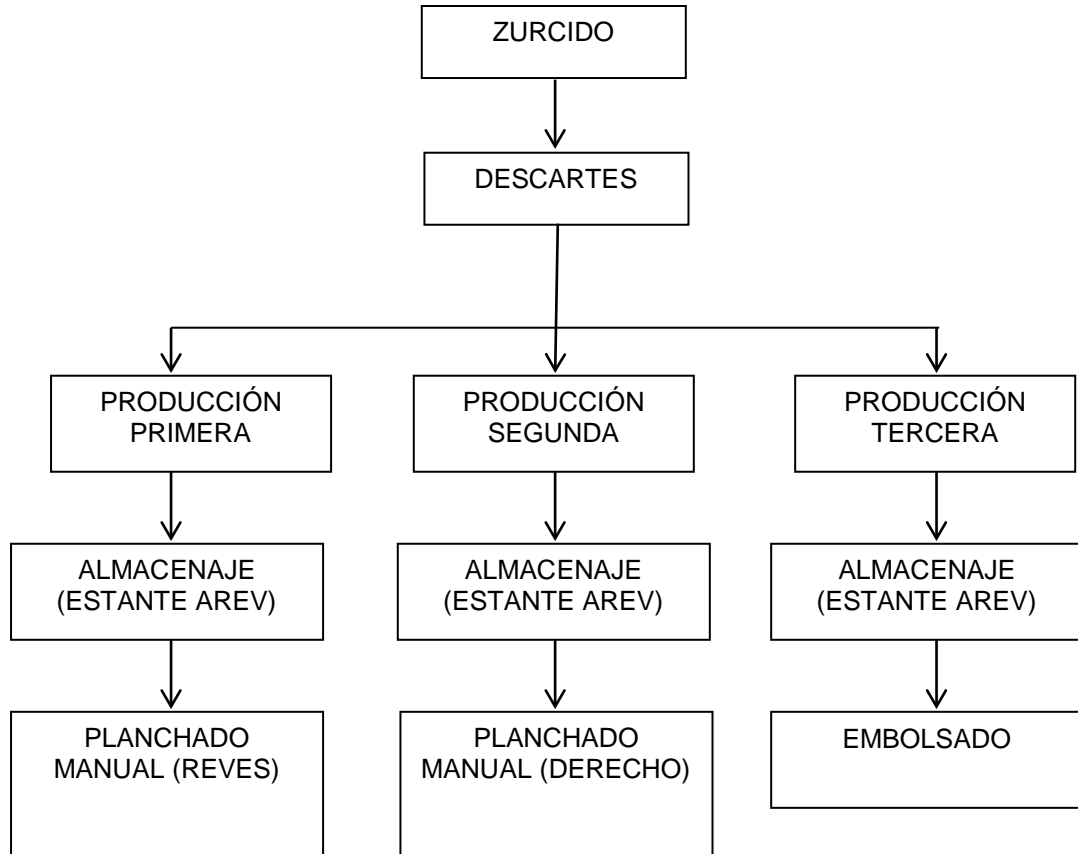 ZURCIDO
DESCARTES
PRODUCCIÓN
PRIMERA
PRODUCCIÓN
SEGUNDA
PRODUCCIÓN
TERCERA
ALMACENAJE
(ESTANTE AREV)
ALMACENAJE
(ESTANTE AREV)
ALMACENAJE
(ESTANTE AREV)
PLANCHADO
MANUAL (REVES)
PLANCHADO
MANUAL (DERECHO)
EMBOLSADO